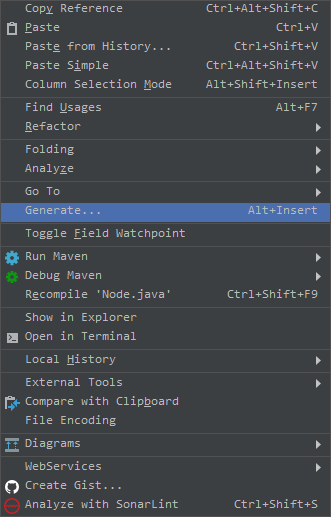 Copy Reference Ctrl+Alt+Shift+C
Paste Ctrl+V
Paste from History... Ctrl+Shift+V
Paste Simple Ctrl+Alt+Shift+V
Column Selection Mode Alt+Shift+Insert
Find Usages Alt+F7
Refactor
Folding
Analyze
Go To
Generate... Alt+Insert
Toggle Field Watchpoint
Run Maven
Debug Maven
Recompile 'Node.java' Ctrl+Shift+F9
Show in Explorer
Open in Terminal
Local History
External Tools
Compare with Clipboard
File Encoding
Diagrams
WebServices
Create Gist...
Analyze with SonarLint Ctrl+Shift+S